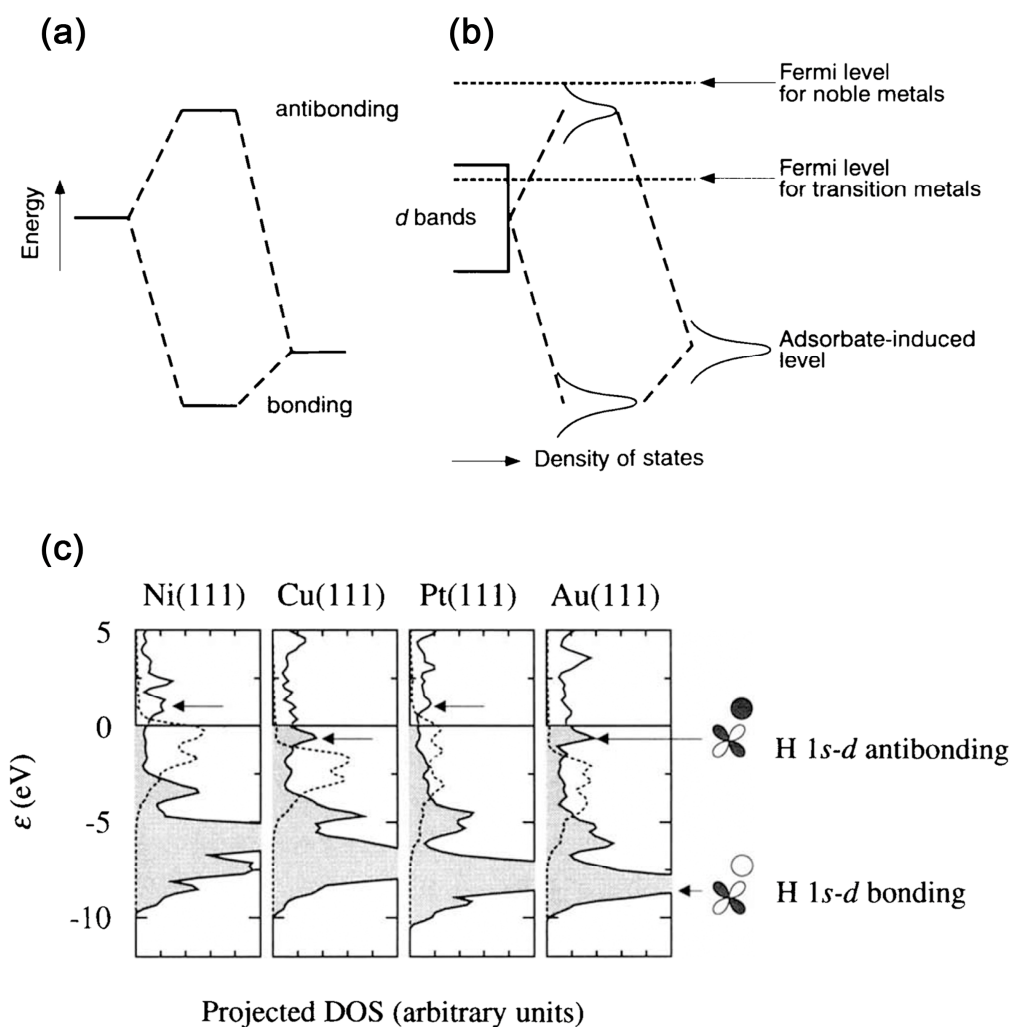 (a)
antibonding
Energy
bonding
(b)
Fermi level
for noble metals
Fermi level
for transition metals
d bands
Adsorbate-induced
level
Density of states
(c)
Ni(111) Cu(111) Pt(111) Au(111)
5
0
-5
-10
ε (eV)
H 1s-d antibonding
H 1s-d bonding
Projected DOS (arbitrary units)